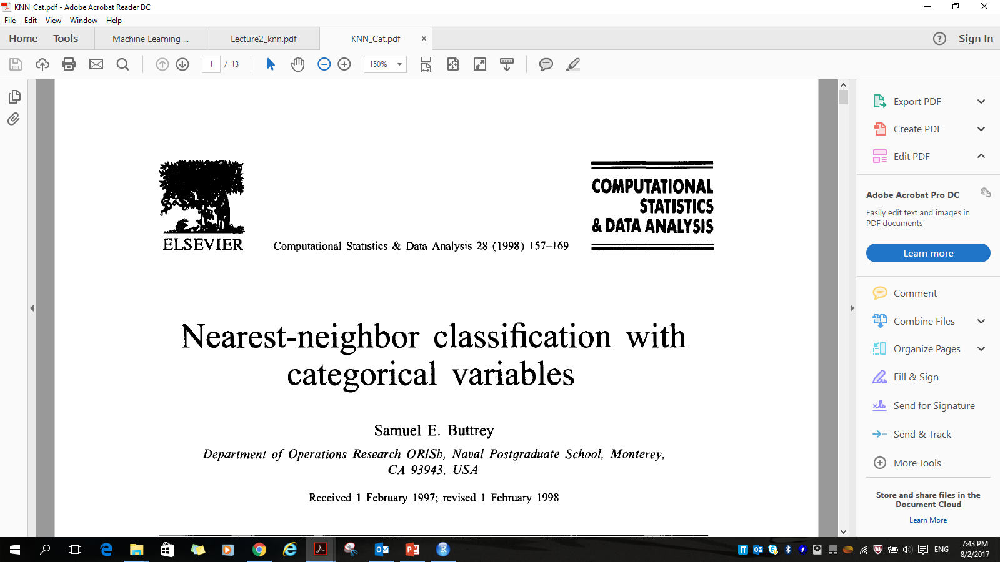 KNN_Cat.pdf - Adobe Acrobat Reader DC
File Edit View Window Help
Home Tools Machine Learning ... Lecture2_knn.pdf KNN_Cat.pdf × ? Sign In
1 / 13 150%
Export PDF
Create PDF
Edit PDF
Adobe Acrobat Pro DC
Easily edit text and images in
PDF documents
Learn more
Comment
Combine Files
Organize Pages
Fill & Sign
Send for Signature
Send & Track
More Tools
Store and share files in the
Document Cloud
Learn More
ELSEVIER
Computational Statistics & Data Analysis 28 (1998) 157–169
COMPUTATIONAL
STATISTICS
& DATA ANALYSIS
Nearest-neighbor classification with
categorical variables
Samuel E. Buttrey
Department of Operations Research OR/Sb, Naval Postgraduate School, Monterey,
CA 93943, USA
Received 1 February 1997; revised 1 February 1998
ENG
7:43 PM
8/2/2017